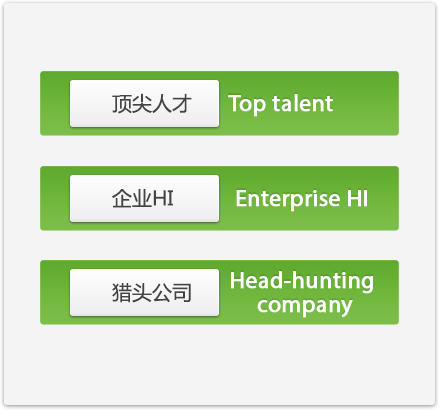 顶尖人才 Top talent
企业HI Enterprise HI
猎头公司 Head-hunting
company